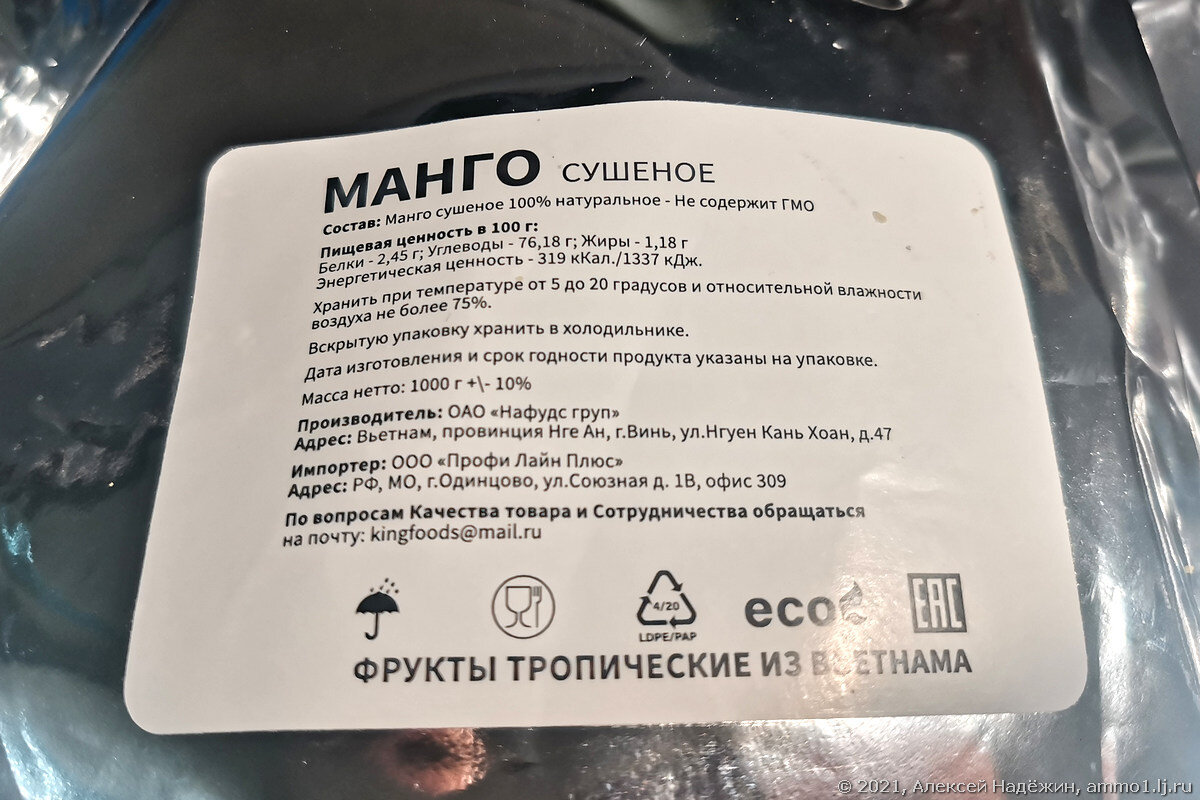 МАНГО СУШЕНОЕ
Состав: Манго сушеное 100% натуральное - Не содержит ГМО
Пищевая ценность в 100 г:
Белки - 2,45 г; Углеводы - 76,18 г; Жиры - 1,18 г
Энергетическая ценность - 319 кКал./1337 кДж.
Хранить при температуре от 5 до 20 градусов и относительной влажности
воздуха не более 75%.
Вскрытую упаковку хранить в холодильнике.
Дата изготовления и срок годности продукта указаны на упаковке.
Масса нетто: 1000 г +\- 10%
Производитель: ОАО «Нафудс груп»
Адрес: Вьетнам, провинция Нге Ан, г.Винь, ул.Нгуен Кань Хоан, д.47
Импортер: ООО «Профи Лайн Плюс»
Адрес: РФ, МО, г.Одинцово, ул.Союзная д. 1В, офис 309
По вопросам Качества товара и Сотрудничества обращаться
на почту: kingfoods@mail.ru
4/20
LDPE/PAP
eco
EAC
ФРУКТЫ ТРОПИЧЕСКИЕ ИЗ ВЬЕТНАМА
© 2021, Алексей Надёжин, ammo1.lj.ru